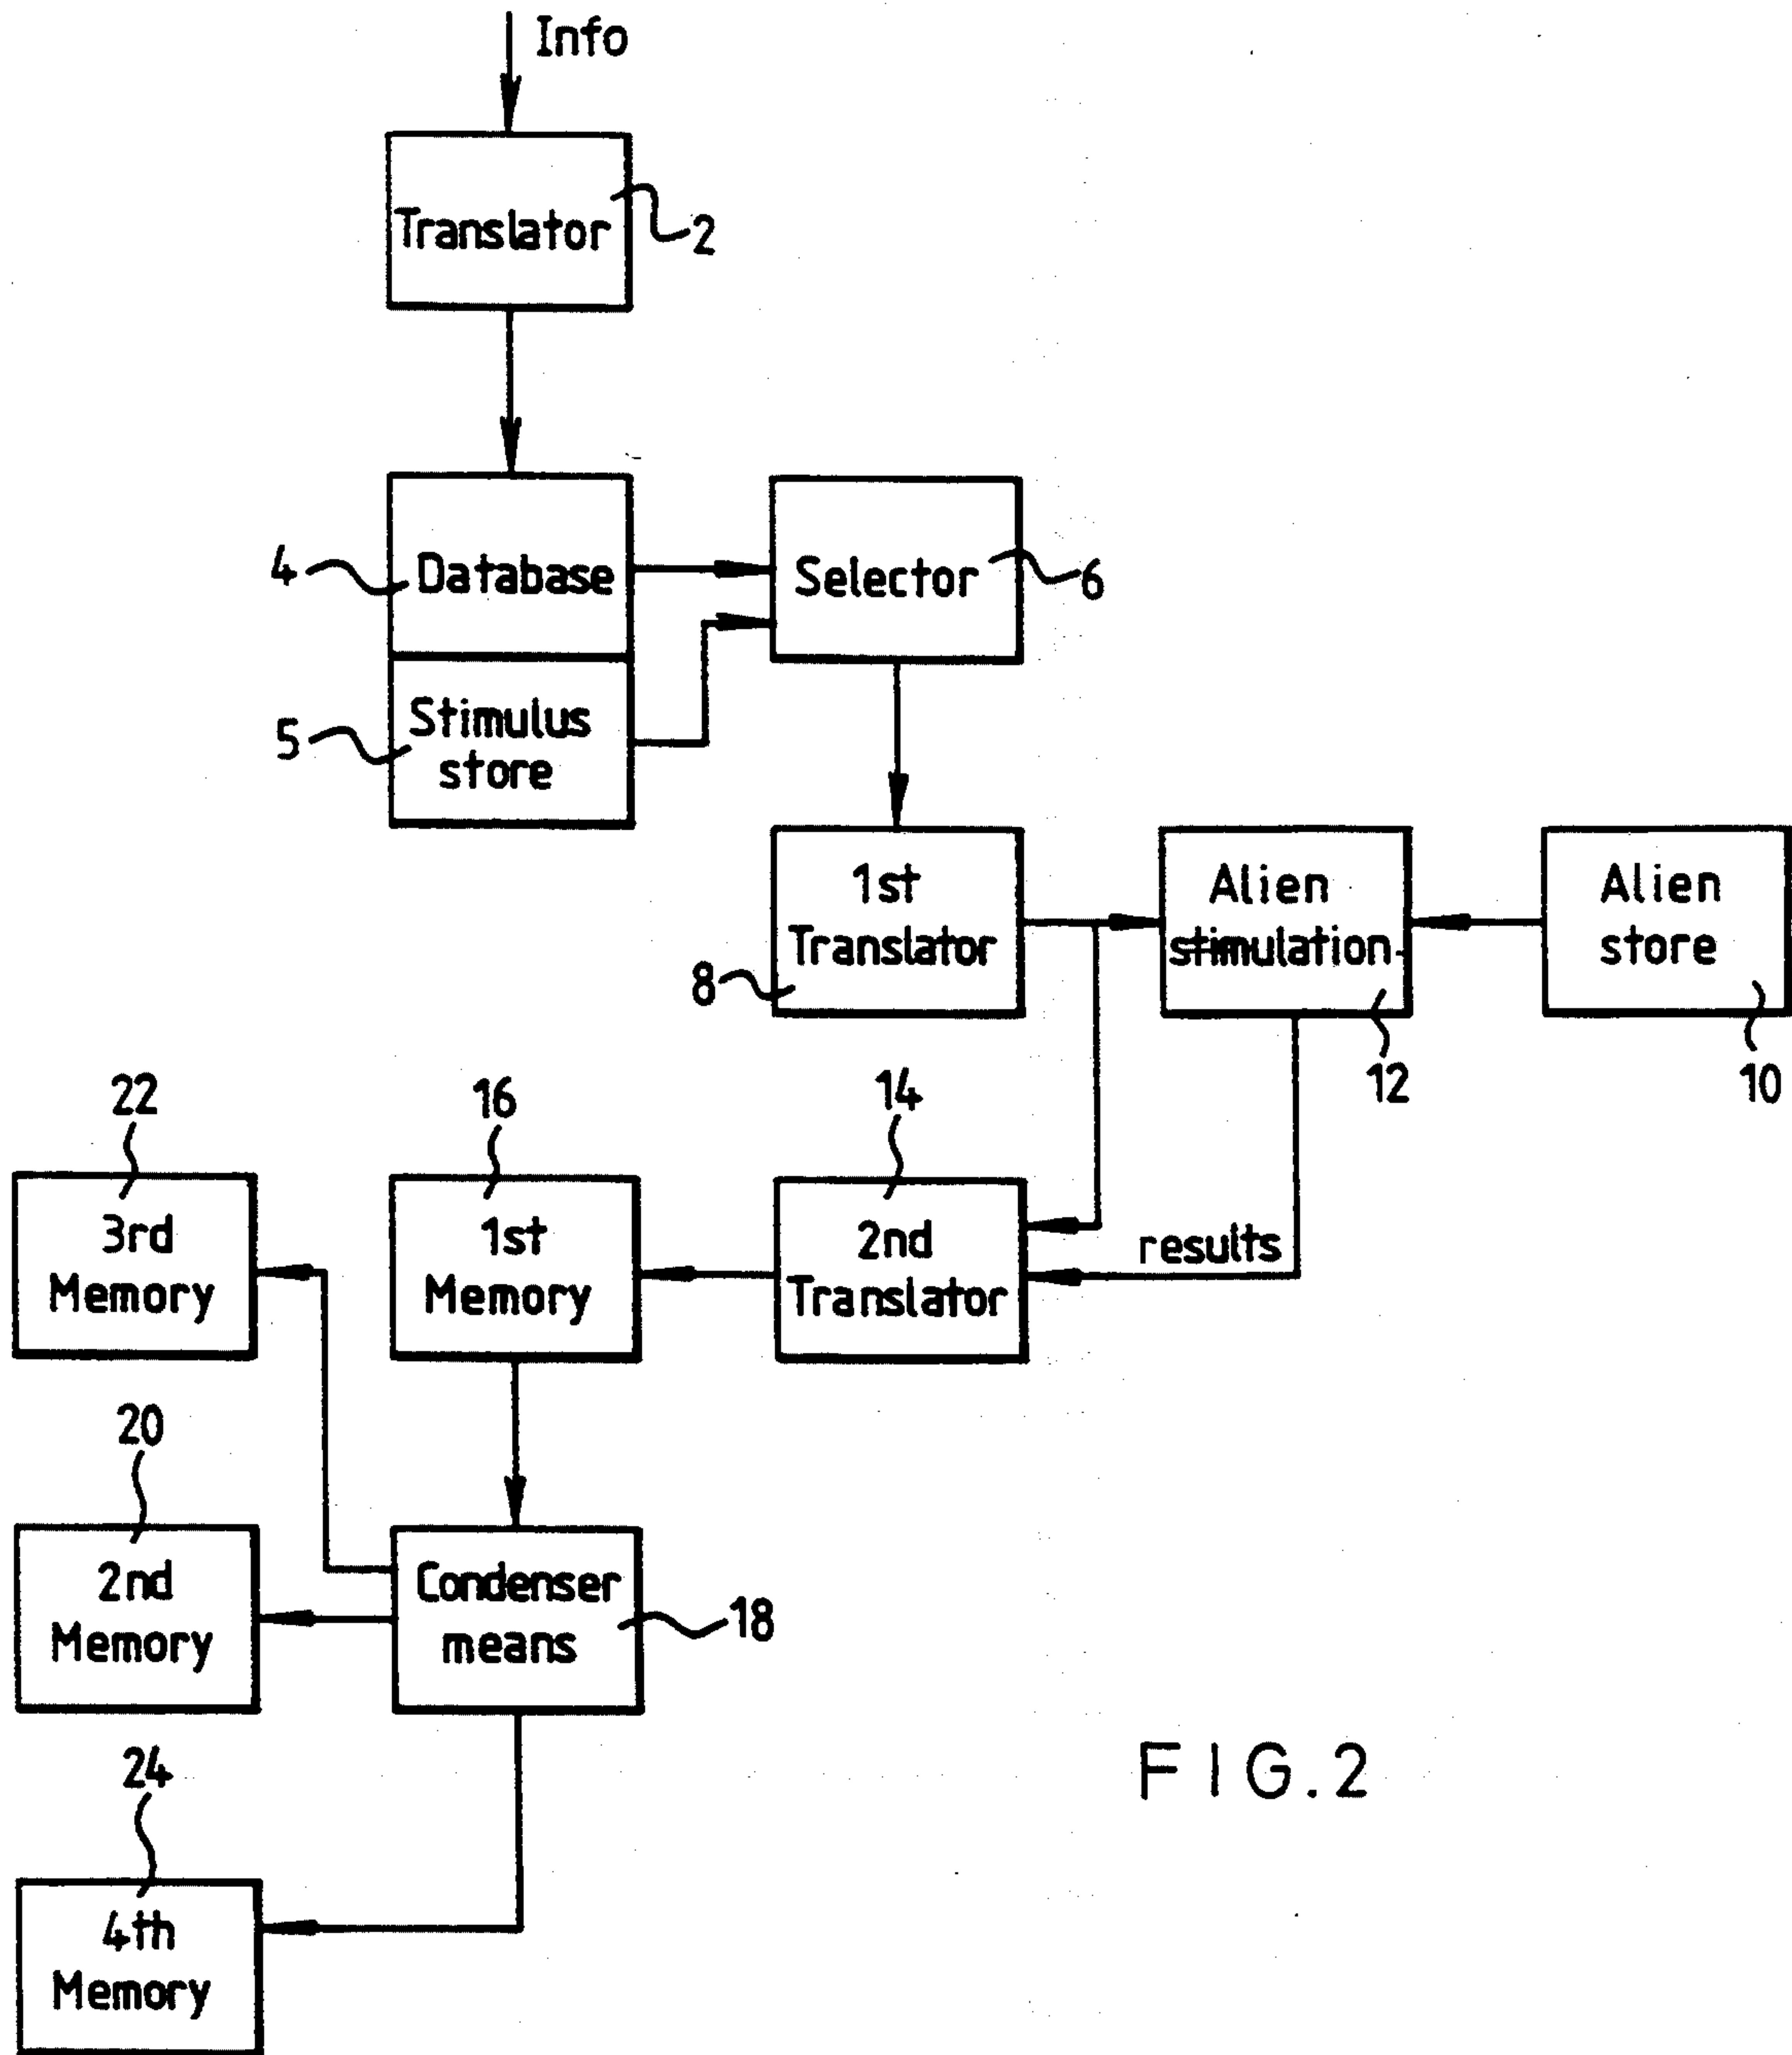 Info
Translator
2
4
Database
Selector
6
5
Stimulus
store
1st
Translator
8
Alien
stimulation.
12
Alien
store
10
22
16
14
3rd
Memory
1st
Memory
2nd
Translator
results
20
2nd
Memory
Condenser
means
18
24
4th
Memory
FIG.2